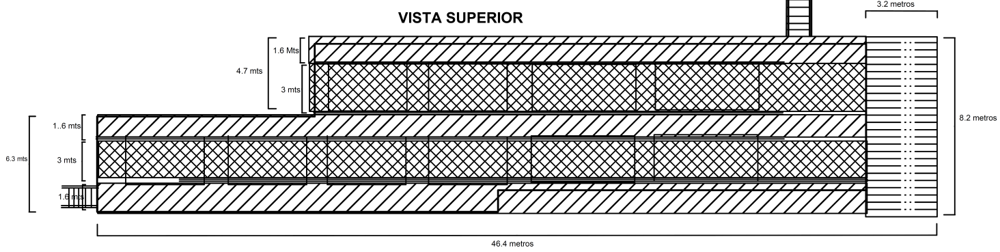 3.2 metros
VISTA SUPERIOR
1.6 Mts
4.7 mts
3 mts
8.2 metros
1..6 mts
6.3 mts
3 mts
1.6 mts
46.4 metros